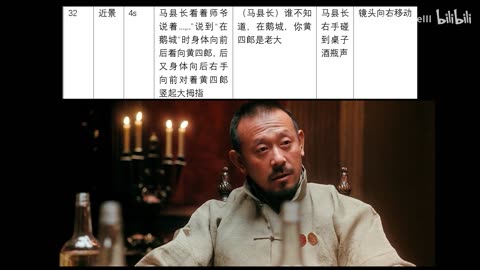 32
近景
4s
马县长看着师爷
说着……”说到“在
鹅城”时身体向前
后看向黄四郎，后
又身体向后右手
向前对着黄四郎
竖起大拇指
（马县长）谁不知
道，在鹅城，你黄
四郎是老大
马县长
右手碰
到桌子
酒瓶声
镜头向右移动
bilibili